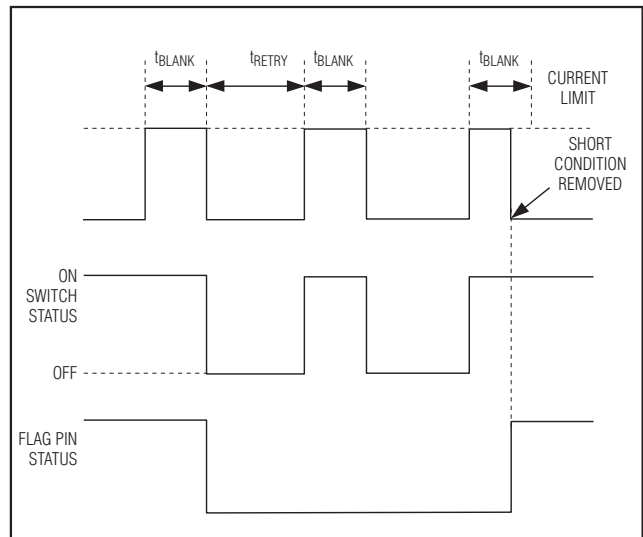 tBLANK tRETRY tBLANK tBLANK
CURRENT
LIMIT
SHORT
CONDITION
REMOVED
ON
SWITCH
STATUS
OFF
FLAG PIN
STATUS